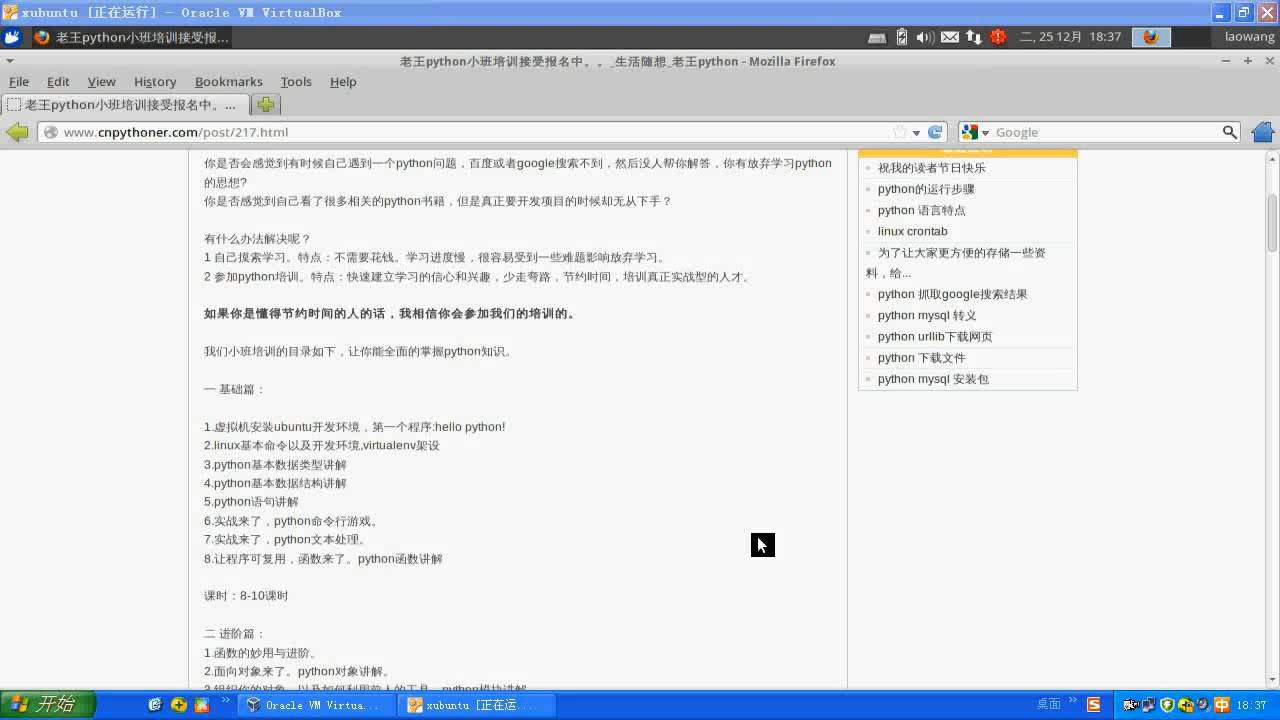 xubuntu [正在运行] - Oracle VM VirtualBox
老王python小班培训接受报...
二, 25 12月 18:37
laowang
老王python小班培训接受报名中。。_生活随想_老王python - Mozilla Firefox
File Edit View History Bookmarks Tools Help
老王python小班培训接受报名中。...
www.cnpythoner.com/post/217.html
Google
你是否会感觉到有时候自己遇到一个python问题，百度或者google搜索不到，然后没人帮你解答，你有放弃学习python
的思想?
你是否感觉到自己看了很多相关的python书籍，但是真正要开发项目的时候却无从下手？
有什么办法解决呢？
1 自己摸索学习。特点：不需要花钱。学习进度慢，很容易受到一些难题影响放弃学习。
2 参加python培训。特点：快速建立学习的信心和兴趣，少走弯路，节约时间，培训真正实战型的人才。
如果你是懂得节约时间的人的话，我相信你会参加我们的培训的。
我们小班培训的目录如下，让你能全面的掌握python知识。
一 基础篇：
1.虚拟机安装ubuntu开发环境，第一个程序:hello python!
2.linux基本命令以及开发环境,virtualenv架设
3.python基本数据类型讲解
4.python基本数据结构讲解
5.python语句讲解
6.实战来了，python命令行游戏。
7.实战来了，python文本处理。
8.让程序可复用，函数来了。python函数讲解
课时：8-10课时
二 进阶篇：
1.函数的妙用与进阶。
2.面向对象来了。python对象讲解。
3.组织你的对象，以及如何利用前人的工具，python模块讲解
祝我的读者节日快乐
python的运行步骤
python 语言特点
linux crontab
为了让大家更方便的存储一些资
料，给...
python 抓取google搜索结果
python mysql 转义
python urllib下载网页
python 下载文件
python mysql 安装包
开始
Oracle VM Virtua...
xubuntu [正在运...
桌面
中
18:37